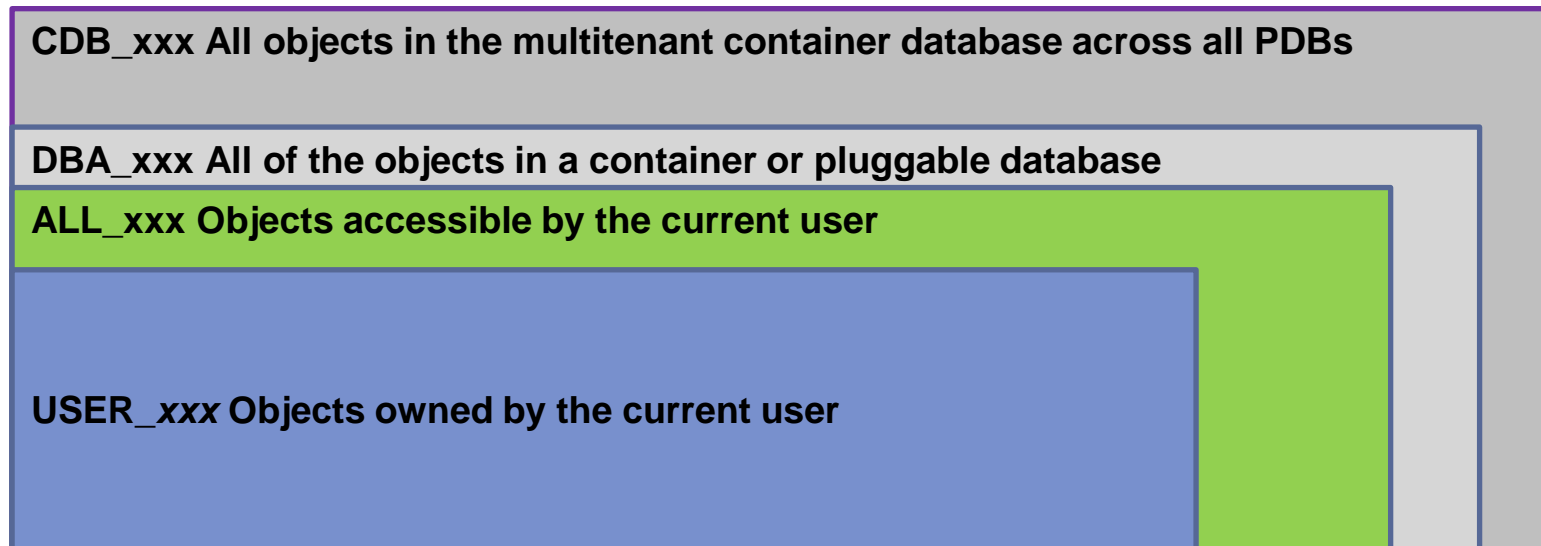 CDB_xxx All objects in the multitenant container database across all PDBs
DBA_xxx All of the objects in a container or pluggable database
ALL_xxx Objects accessible by the current user
USER_xxx Objects owned by the current user